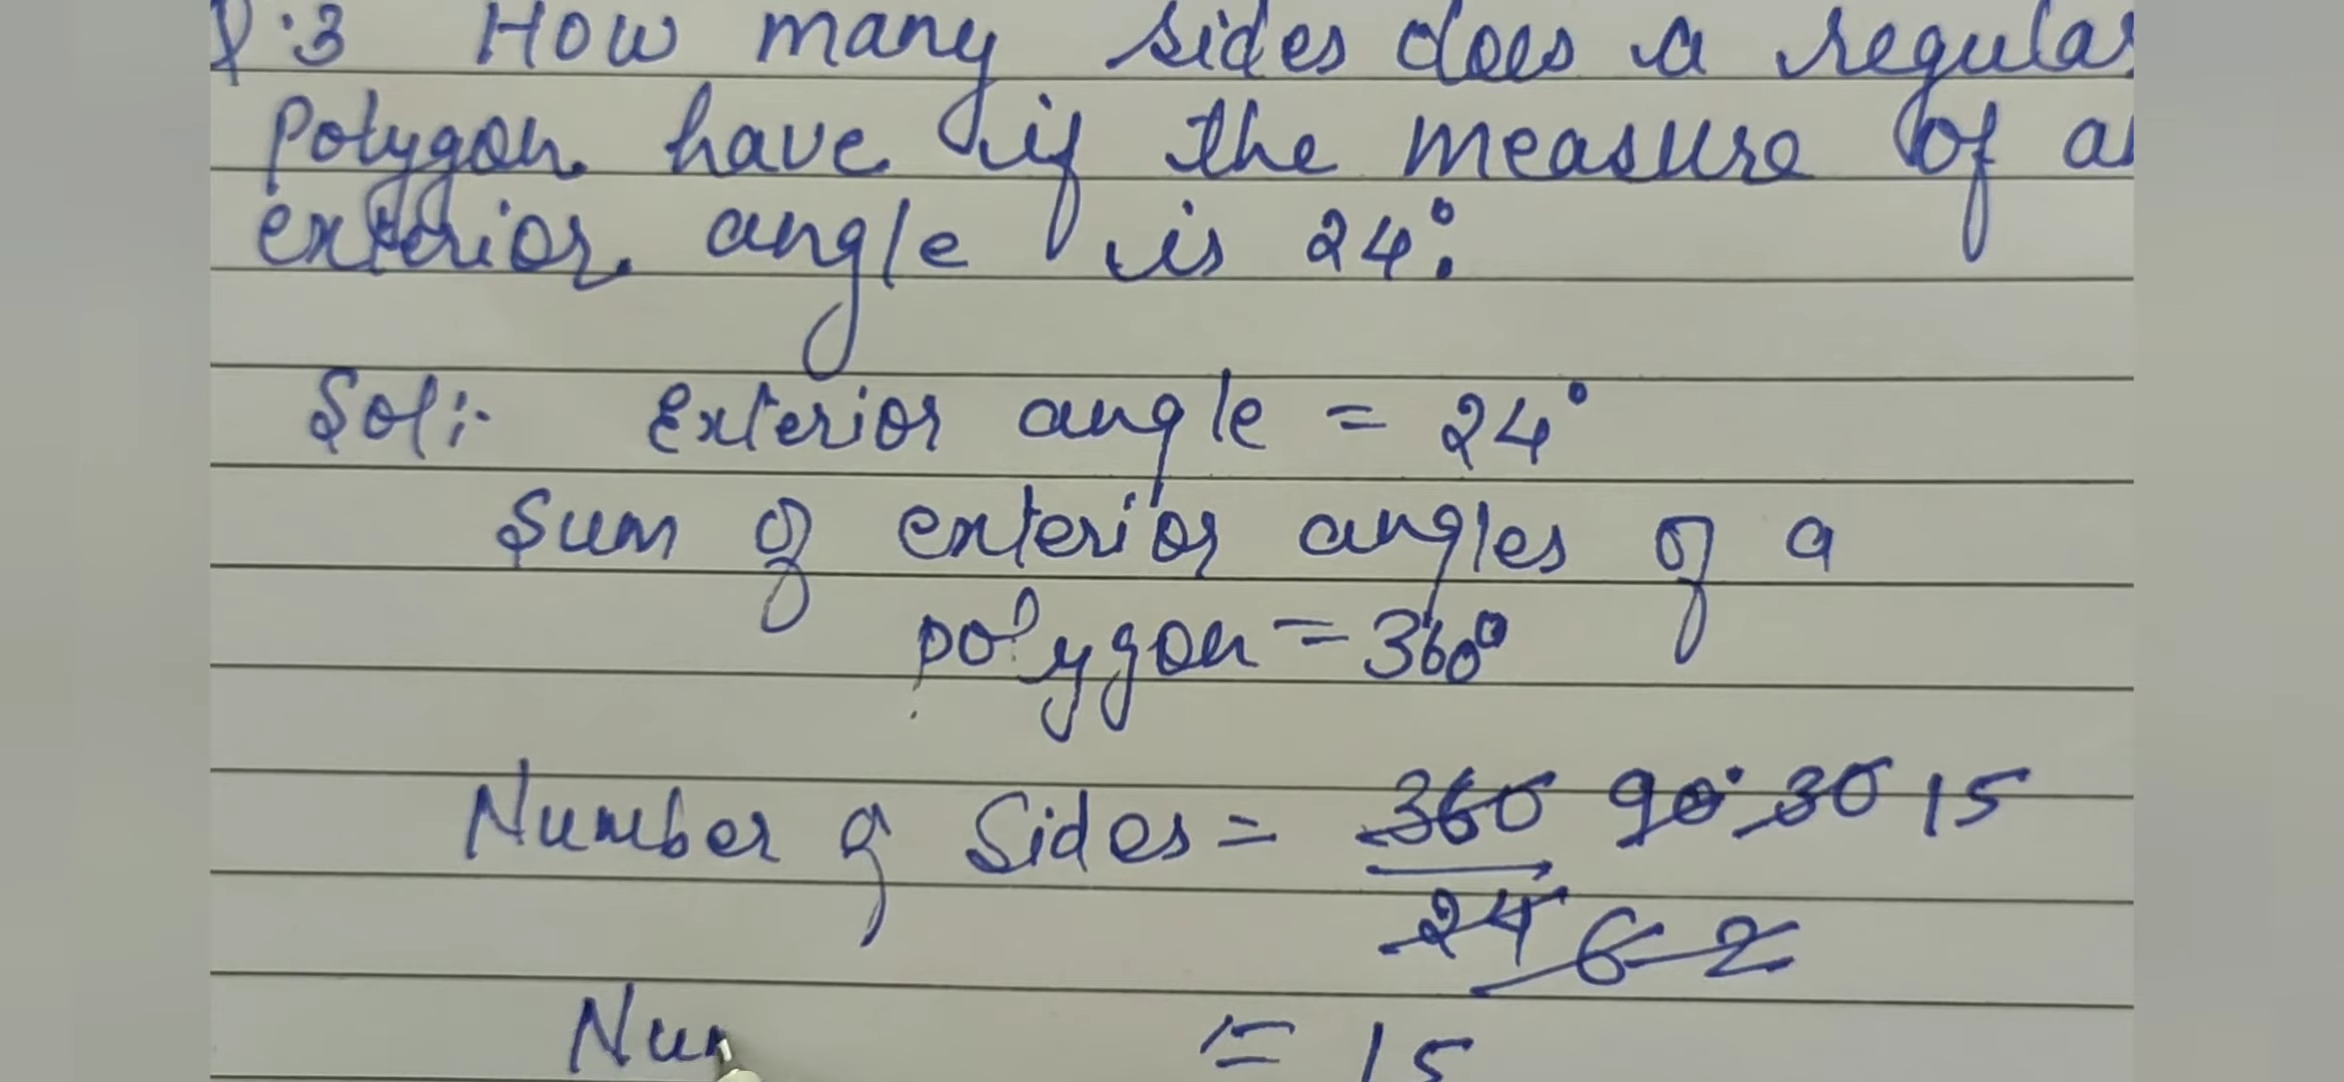 Q.3 How many sides does a regular
polygon have if the measure of an
exterior angle is 24°.
Sol:- Exterior angle = 24°
Sum of exterior angles of a
polygon = 360°
Number of Sides = 360 90 30 15
24 6 2
Num = 15